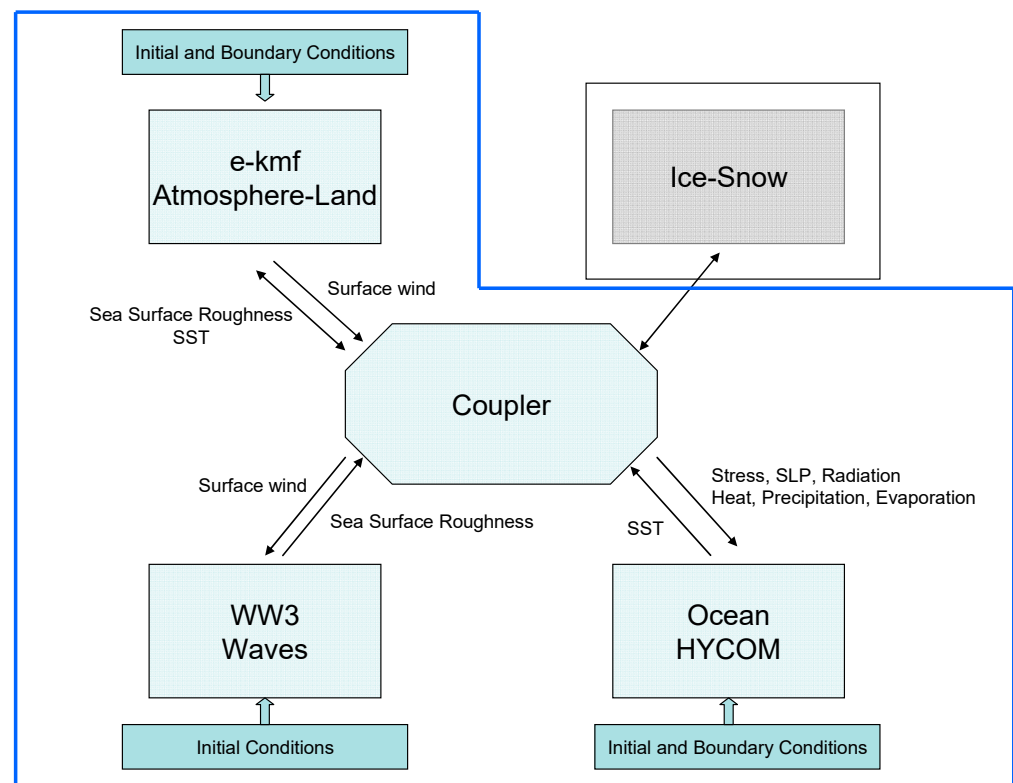 Initial and Boundary Conditions
e-kmf
Atmosphere-Land
Ice-Snow
Surface wind
Sea Surface Roughness
SST
Coupler
Surface wind
Sea Surface Roughness
Stress, SLP, Radiation
Heat, Precipitation, Evaporation
SST
WW3
Waves
Ocean
HYCOM
Initial Conditions
Initial and Boundary Conditions